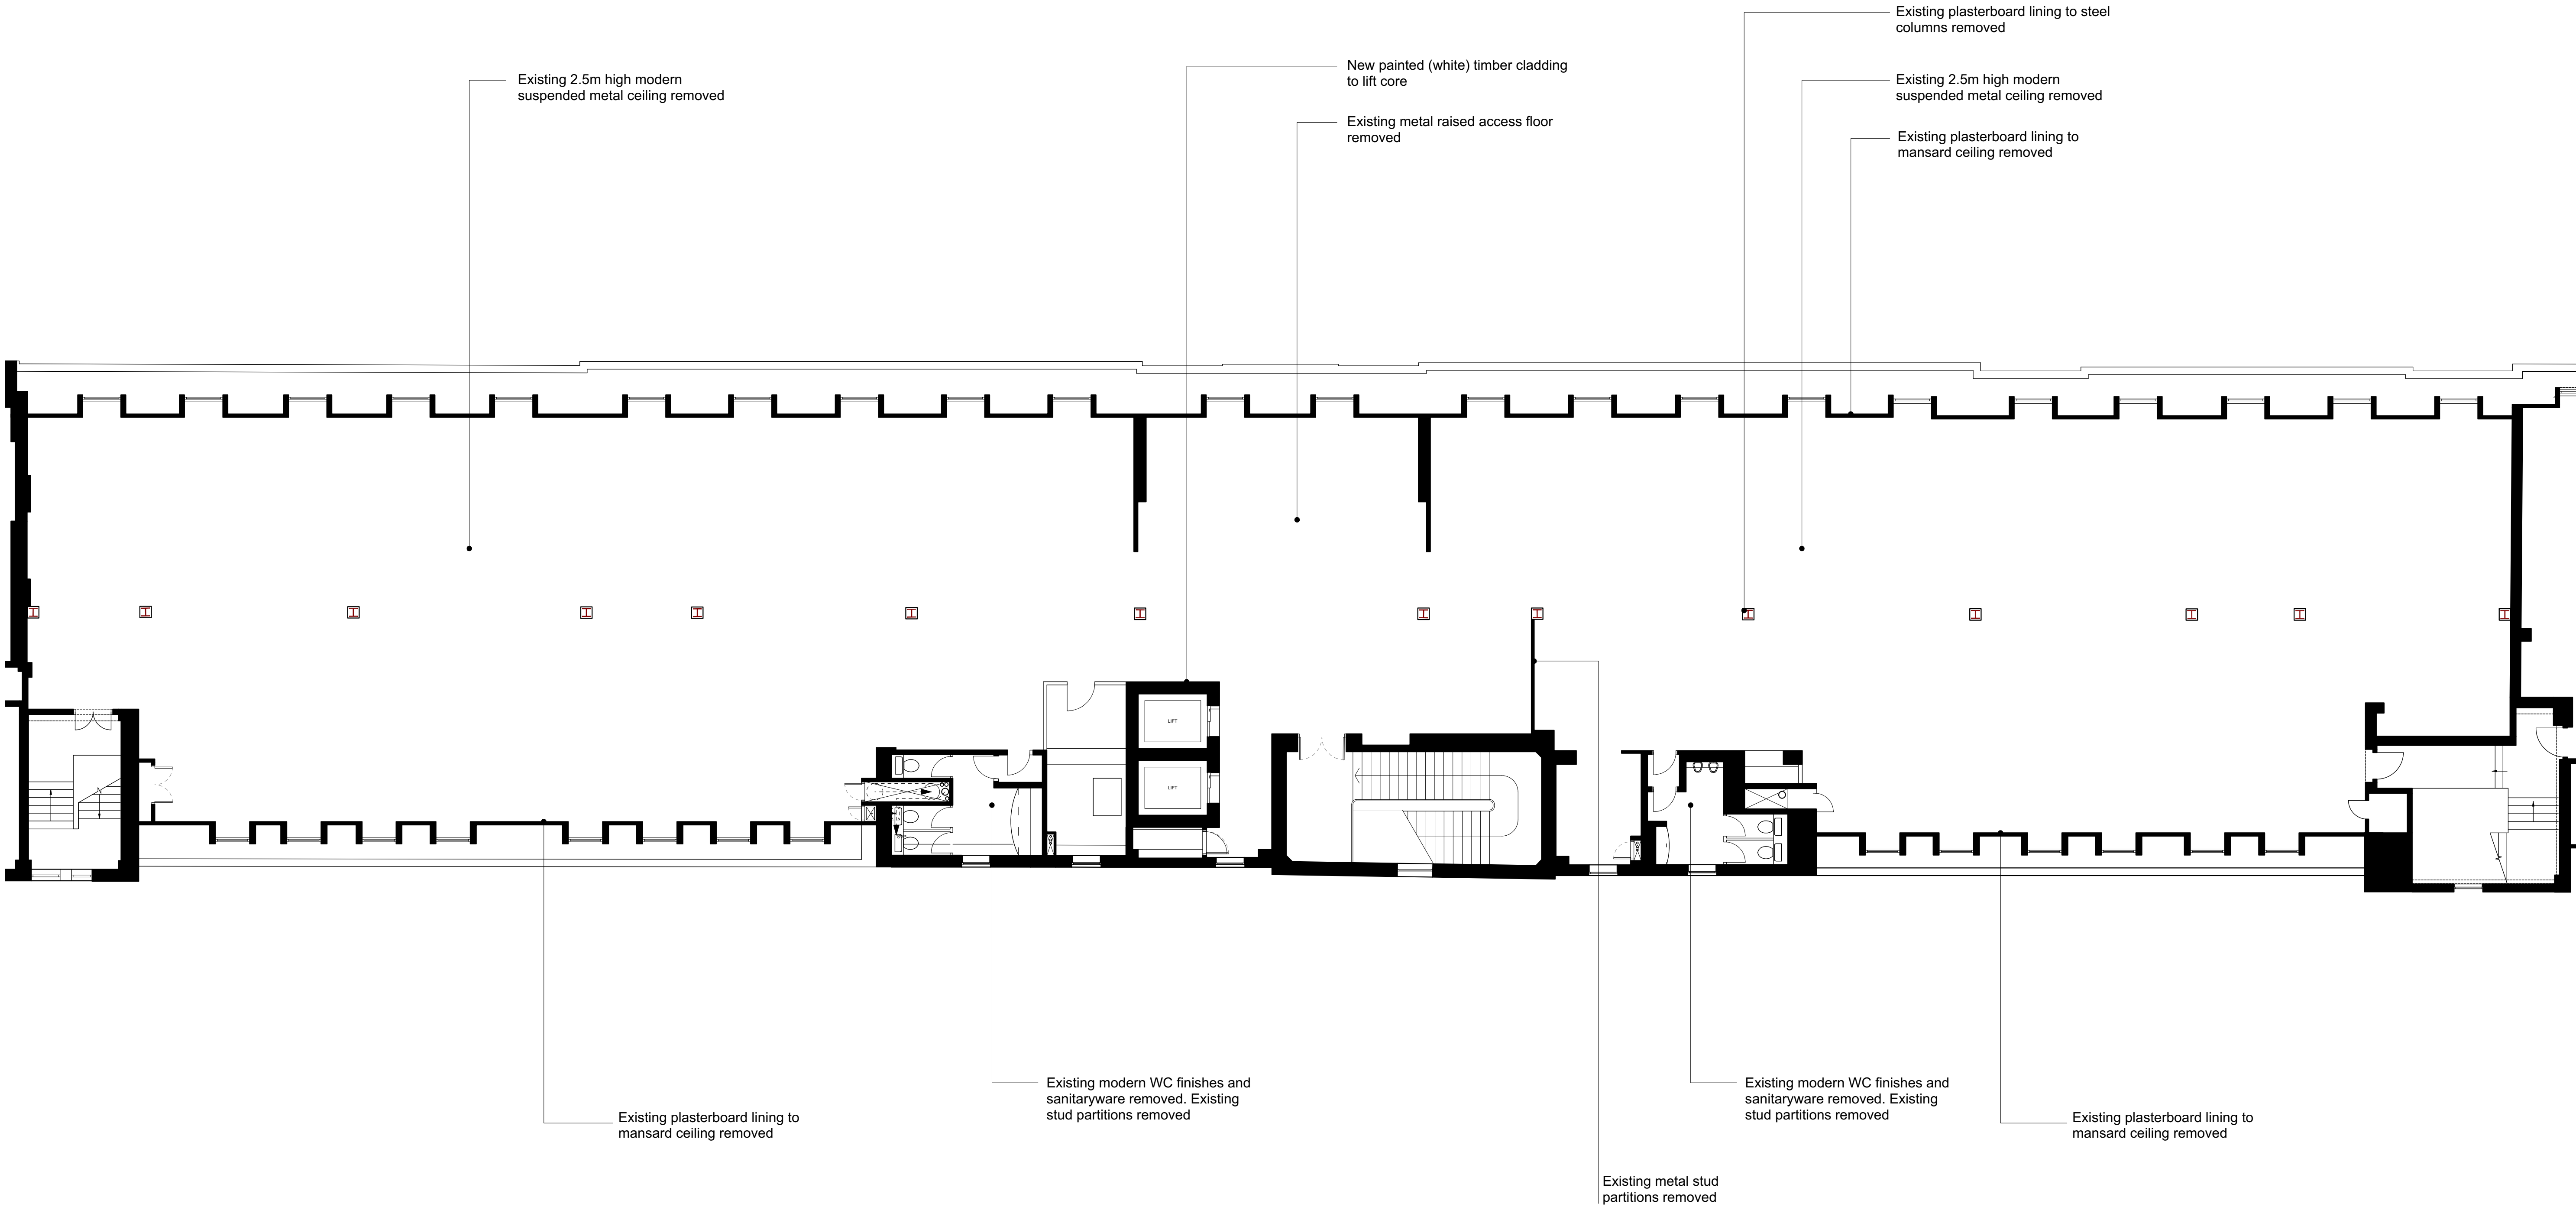 Existing plasterboard lining to steel
columns removed
New painted (white) timber cladding
to lift core
Existing 2.5m high modern
suspended metal ceiling removed
Existing 2.5m high modern
suspended metal ceiling removed
Existing metal raised access floor
removed
Existing plasterboard lining to
mansard ceiling removed
LIFT
LIFT
Existing modern WC finishes and
sanitaryware removed. Existing
stud partitions removed
Existing modern WC finishes and
sanitaryware removed. Existing
stud partitions removed
Existing plasterboard lining to
mansard ceiling removed
Existing plasterboard lining to
mansard ceiling removed
Existing metal stud
partitions removed